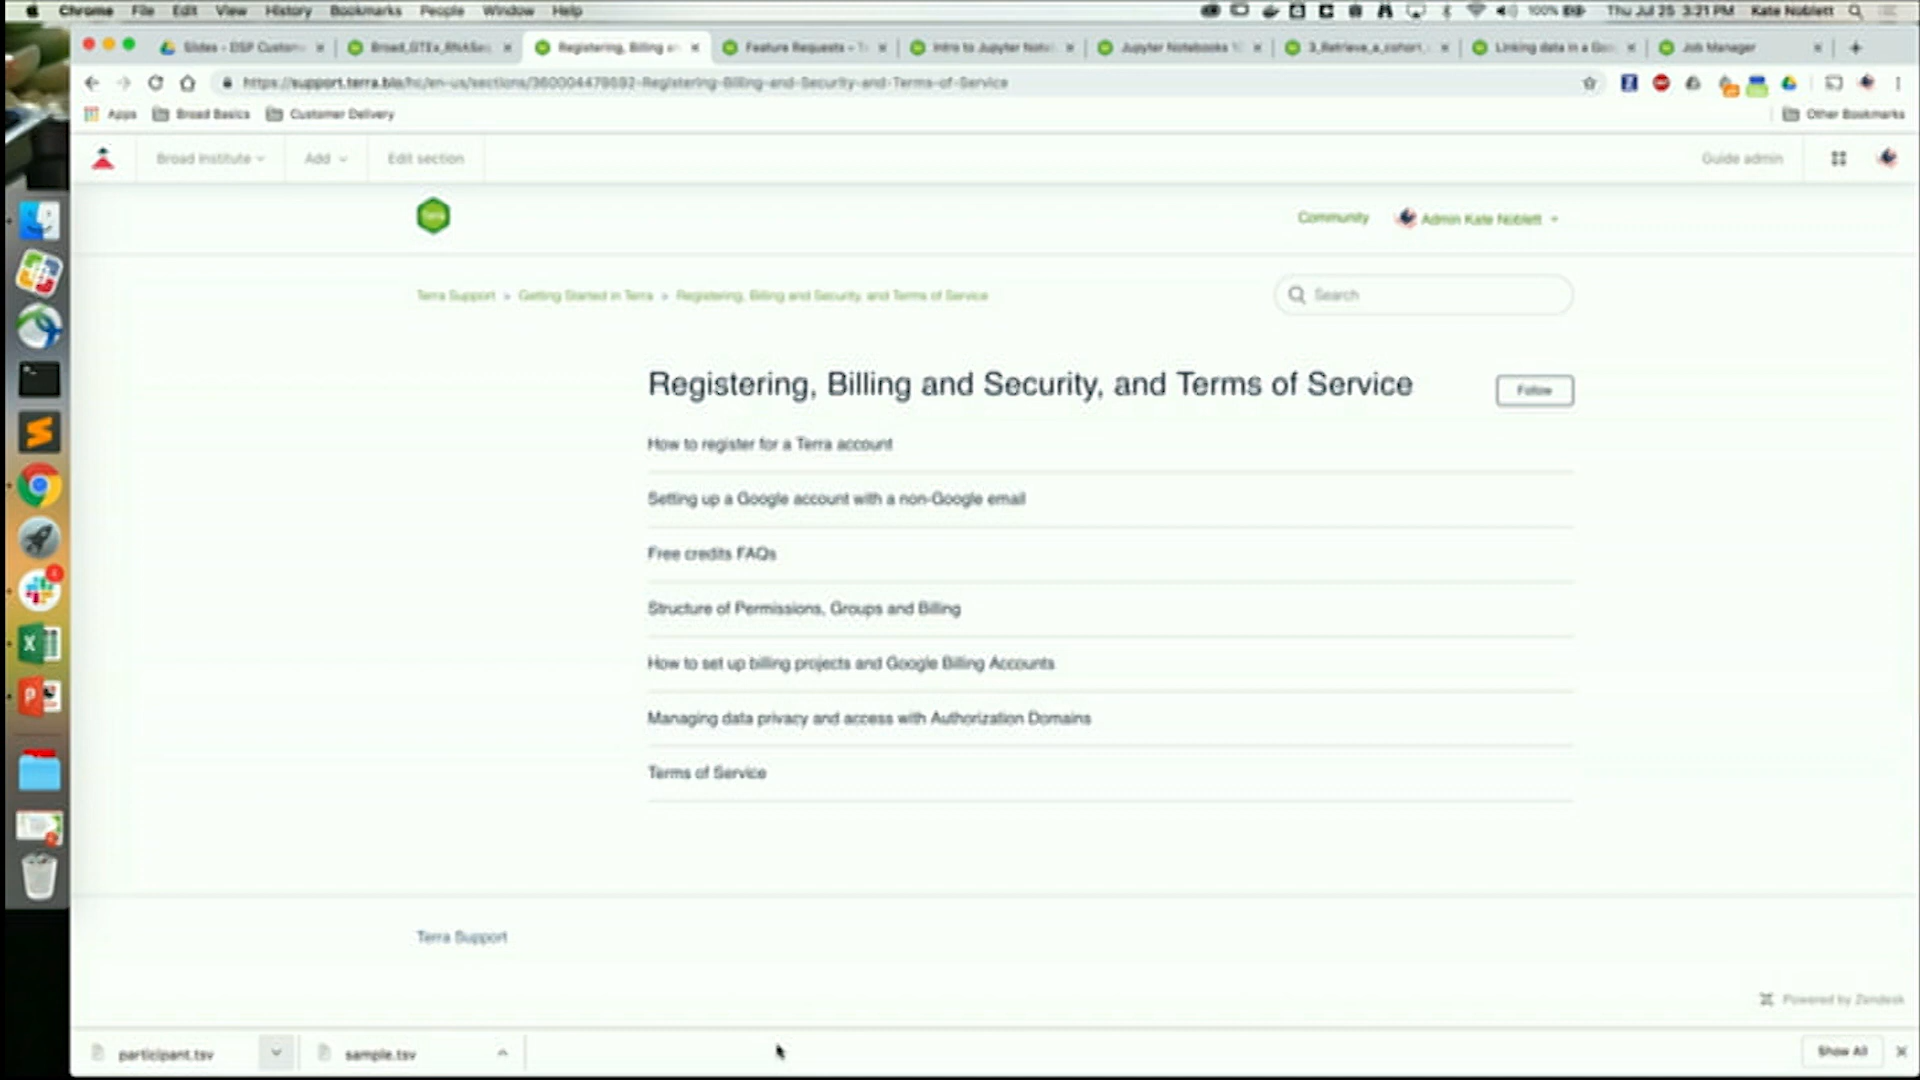 Chrome File Edit View History Bookmarks People Window Help 100% Thu Jul 25 3:21 PM Kate Noblett
Slides - DSP Custom Broad_GTEx_RNASe Registering, Billing an Feature Requests - T Intro to Jupyter Note Jupyter Notebooks 3_Retrieve_a_cohort_ Linking data in a Goo Job Manager
https://support.terra.bio/hc/en-us/sections/360004479692-Registering-Billing-and-Security-and-Terms-of-Service
Apps Broad Basics Customer Delivery Other Bookmarks
Broad Institute Add Edit section Guide admin
Terra Community Admin Kate Noblett
Terra Support > Getting Started in Terra > Registering, Billing and Security, and Terms of Service Search
Registering, Billing and Security, and Terms of Service Follow
How to register for a Terra account
Setting up a Google account with a non-Google email
Free credits FAQs
Structure of Permissions, Groups and Billing
How to set up billing projects and Google Billing Accounts
Managing data privacy and access with Authorization Domains
Terms of Service
Terra Support
Powered by Zendesk
participant.tsv sample.tsv Show All